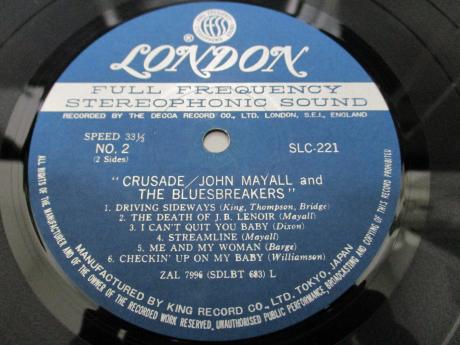 LONDON
FULL FREQUENCY
STEREOPHONIC SOUND
RECORDED BY THE DECCA RECORD CO., LTD. LONDON, S.E.I., ENGLAND
SPEED 33⅓
NO. 2
(2 Sides)
SLC-221
"CRUSADE/JOHN MAYALL and
THE BLUESBREAKERS"
1. DRIVING SIDEWAYS (King, Thompson, Bridge)
2. THE DEATH OF J.B. LENOIR (Mayall)
3. I CAN'T QUIT YOU BABY (Dixon)
4. STREAMLINE (Mayall)
5. ME AND MY WOMAN (Barge)
6. CHECKIN' UP ON MY BABY (Williamson)
ZAL 7996 (SDLBT 683) L
MANUFACTURED BY KING RECORD CO., LTD. TOKYO, JAPAN
ALL RIGHTS OF THE MANUFACTURER AND OF THE OWNER OF THE RECORDED WORK RESERVED. UNAUTHORISED PUBLIC PERFORMANCE, BROADCASTING AND COPYING OF THIS RECORD PROHIBITED